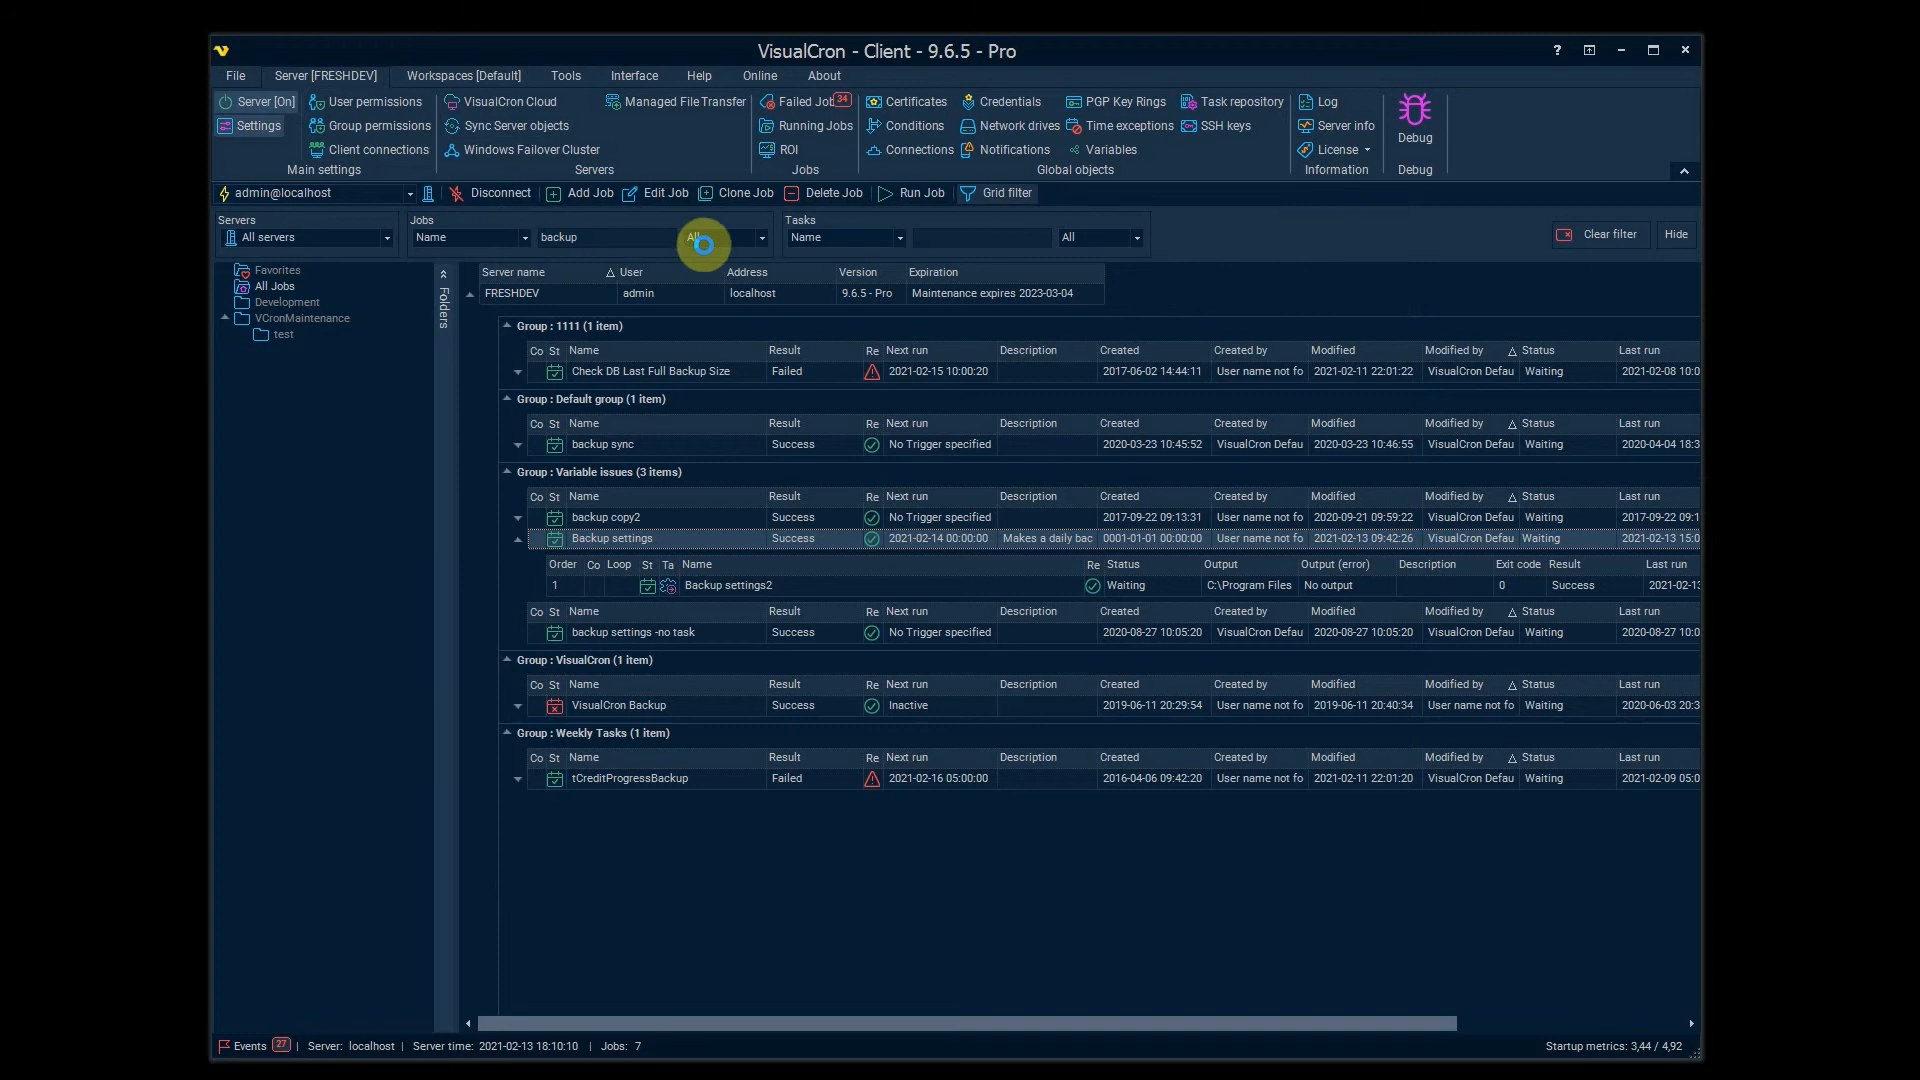 VisualCron - Client - 9.6.5 - Pro
File Server [FRESHDEV] Workspaces [Default] Tools Interface Help Online About
Server [On] User permissions VisualCron Cloud Managed File Transfer Failed Job 34 Certificates Credentials PGP Key Rings Task repository Log
Settings Group permissions Sync Server objects Running Jobs Conditions Network drives Time exceptions SSH keys Server info Debug
Client connections Windows Failover Cluster ROI Connections Notifications Variables License
Main settings Servers Jobs Global objects Information Debug
admin@localhost Disconnect Add Job Edit Job Clone Job Delete Job Run Job Grid filter
Servers Jobs Tasks
All servers Name backup All Name All Clear filter Hide
Favorites
All Jobs
Development
VCronMaintenance
test
Folders
Server name User Address Version Expiration
FRESHDEV admin localhost 9.6.5 - Pro Maintenance expires 2023-03-04
Group : 1111 (1 item)
Co St Name Result Re Next run Description Created Created by Modified Modified by Status Last run
Check DB Last Full Backup Size Failed 2021-02-15 10:00:20 2017-06-02 14:44:11 User name not fo 2021-02-11 22:01:22 VisualCron Defau Waiting 2021-02-08 10:0
Group : Default group (1 item)
Co St Name Result Re Next run Description Created Created by Modified Modified by Status Last run
backup sync Success No Trigger specified 2020-03-23 10:45:52 VisualCron Defau 2020-03-23 10:46:55 VisualCron Defau Waiting 2020-04-04 18:3
Group : Variable issues (3 items)
Co St Name Result Re Next run Description Created Created by Modified Modified by Status Last run
backup copy2 Success No Trigger specified 2017-09-22 09:13:31 User name not fo 2020-09-21 09:59:22 VisualCron Defau Waiting 2017-09-22 09:1
Backup settings Success 2021-02-14 00:00:00 Makes a daily bac 0001-01-01 00:00:00 User name not fo 2021-02-13 09:42:26 VisualCron Defau Waiting 2021-02-13 15:0
Order Co Loop St Ta Name Re Status Output Output (error) Description Exit code Result Last run
1 Backup settings2 Waiting C:\Program Files No output 0 Success 2021-02-13
Co St Name Result Re Next run Description Created Created by Modified Modified by Status Last run
backup settings -no task Success No Trigger specified 2020-08-27 10:05:20 VisualCron Defau 2020-08-27 10:05:20 VisualCron Defau Waiting 2020-08-27 10:0
Group : VisualCron (1 item)
Co St Name Result Re Next run Description Created Created by Modified Modified by Status Last run
VisualCron Backup Success Inactive 2019-06-11 20:29:54 User name not fo 2019-06-11 20:40:34 User name not fo Waiting 2020-06-03 20:3
Group : Weekly Tasks (1 item)
Co St Name Result Re Next run Description Created Created by Modified Modified by Status Last run
tCreditProgressBackup Failed 2021-02-16 05:00:00 2016-04-06 09:42:20 User name not fo 2021-02-11 22:01:20 VisualCron Defau Waiting 2021-02-09 05:0
Events 27 | Server: localhost | Server time: 2021-02-13 18:10:10 | Jobs: 7 Startup metrics: 3,44 / 4,92